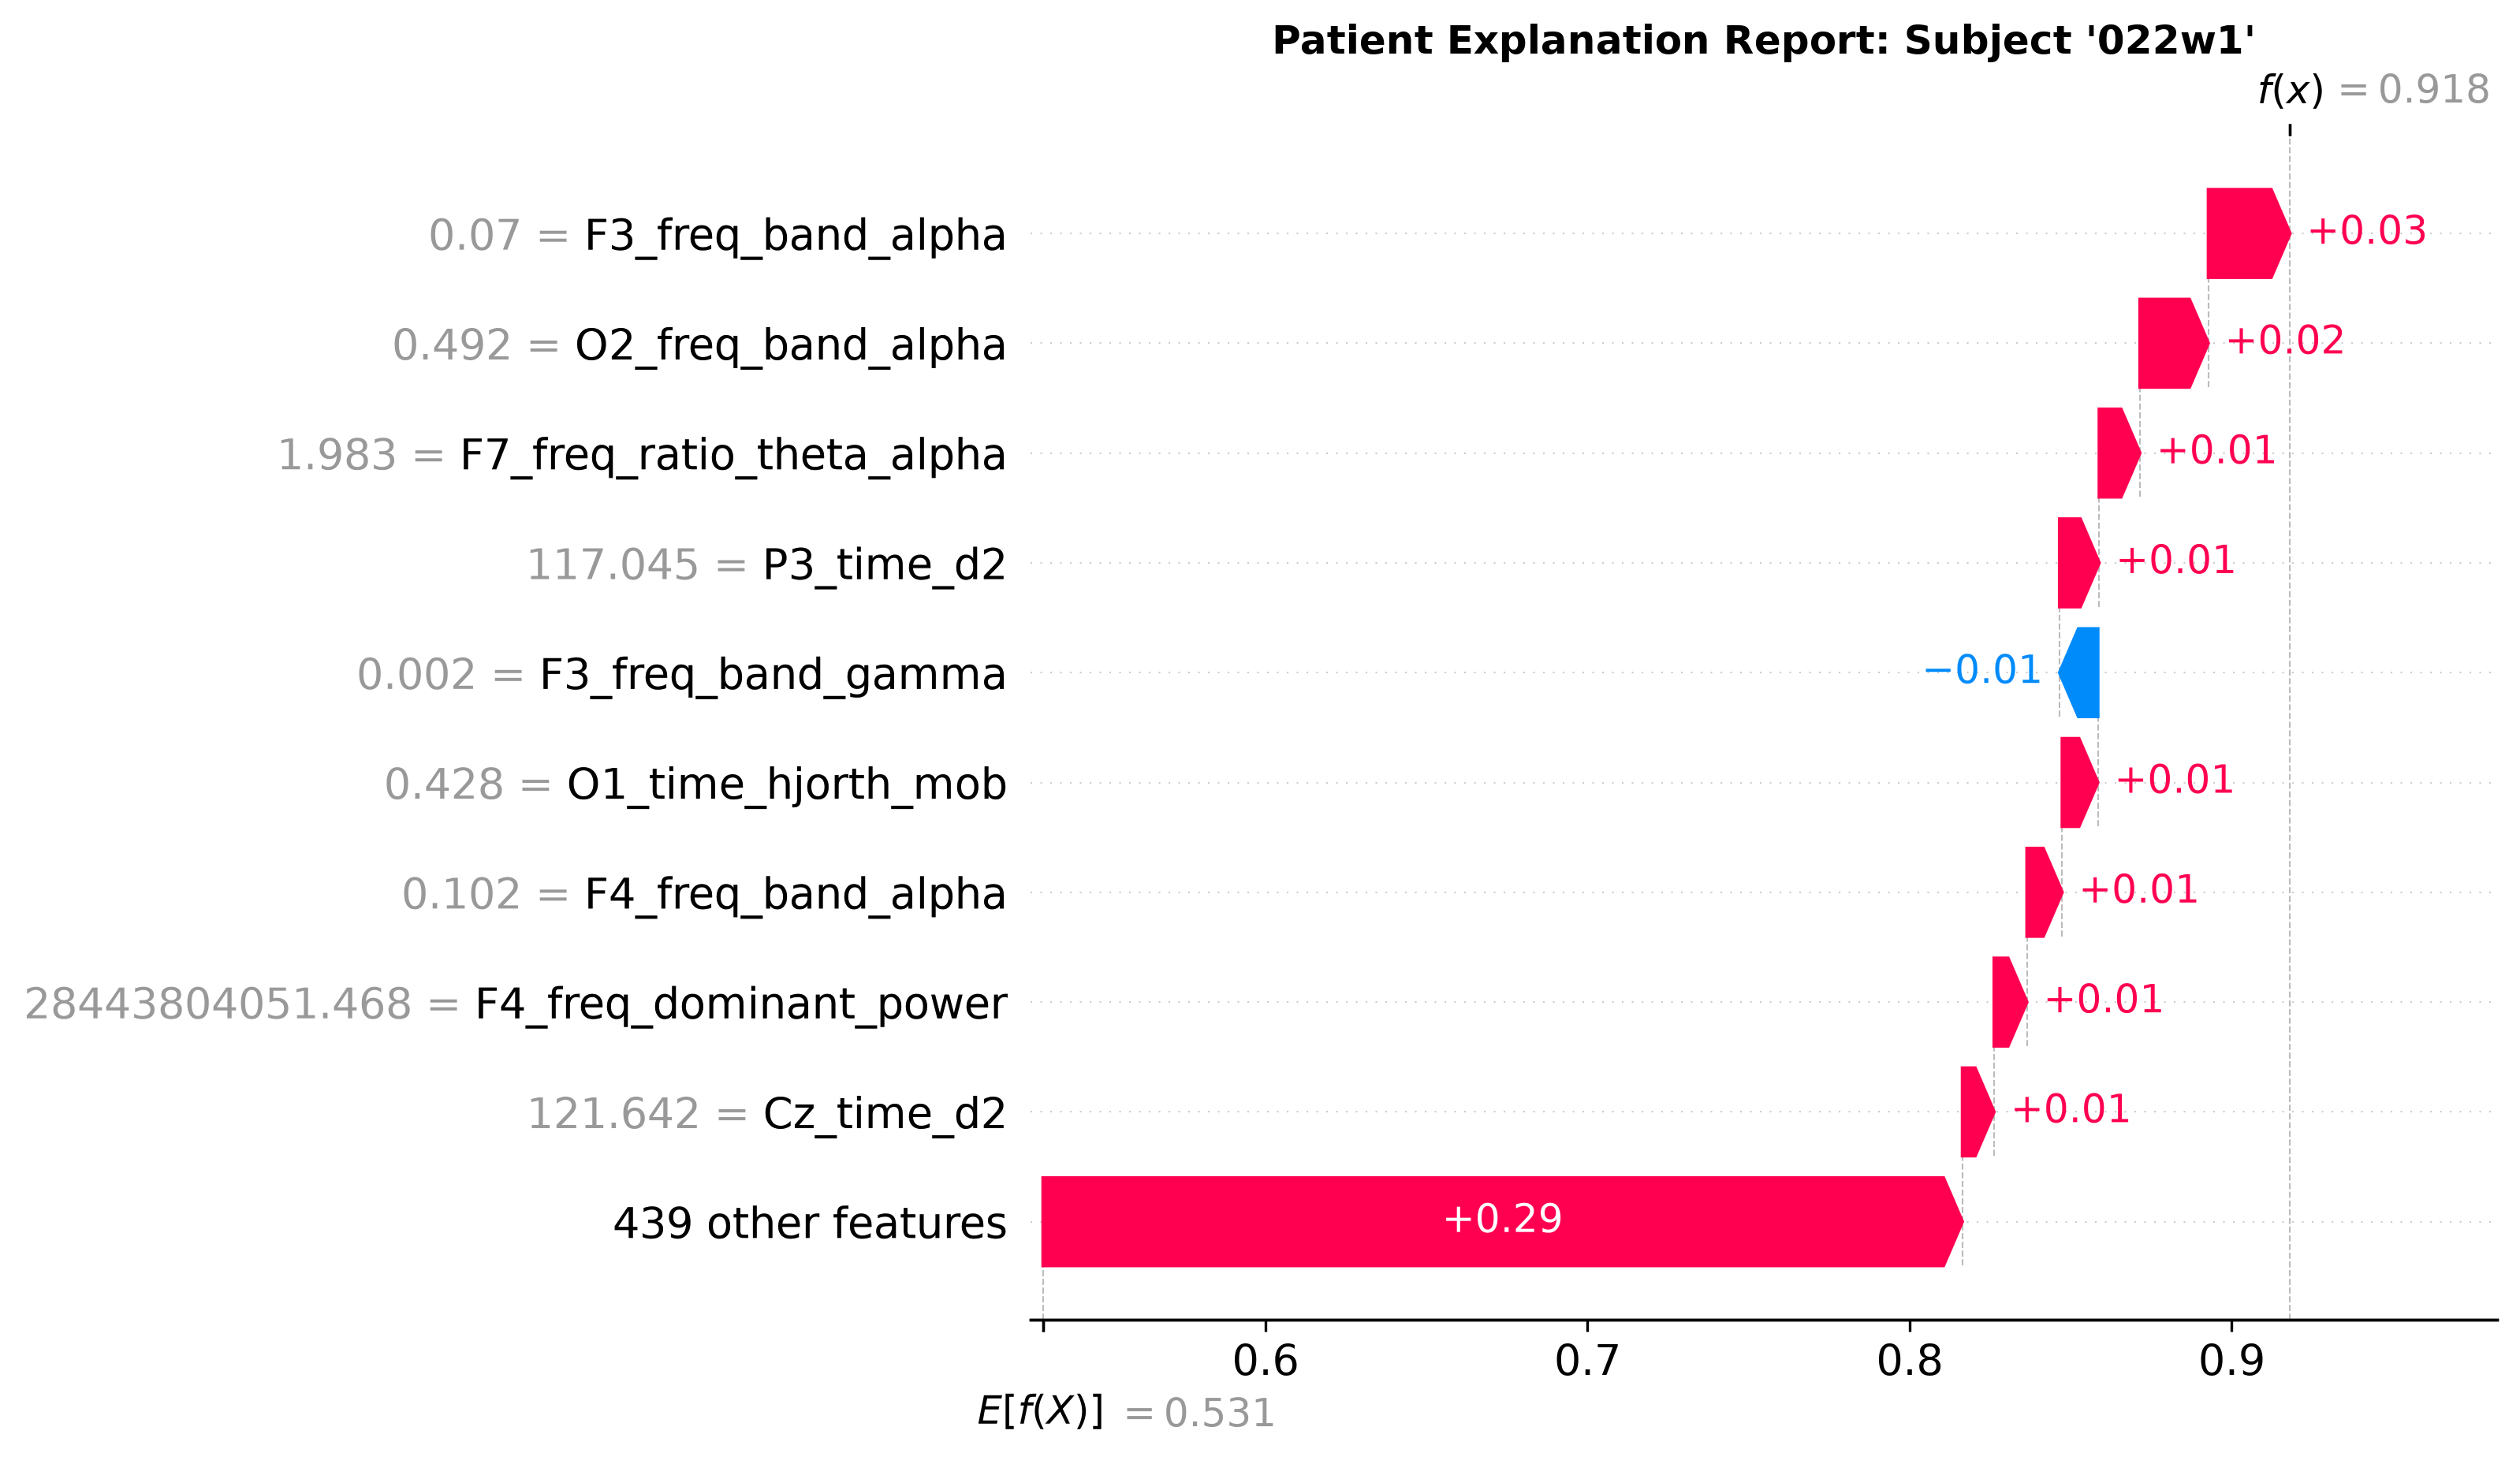 Patient Explanation Report: Subject '022w1'
f(x) = 0.918
0.07 = F3_freq_band_alpha +0.03
0.492 = O2_freq_band_alpha +0.02
1.983 = F7_freq_ratio_theta_alpha +0.01
117.045 = P3_time_d2 +0.01
0.002 = F3_freq_band_gamma −0.01
0.428 = O1_time_hjorth_mob +0.01
0.102 = F4_freq_band_alpha +0.01
28443804051.468 = F4_freq_dominant_power +0.01
121.642 = Cz_time_d2 +0.01
439 other features +0.29
0.6 0.7 0.8 0.9
E[f(X)] = 0.531